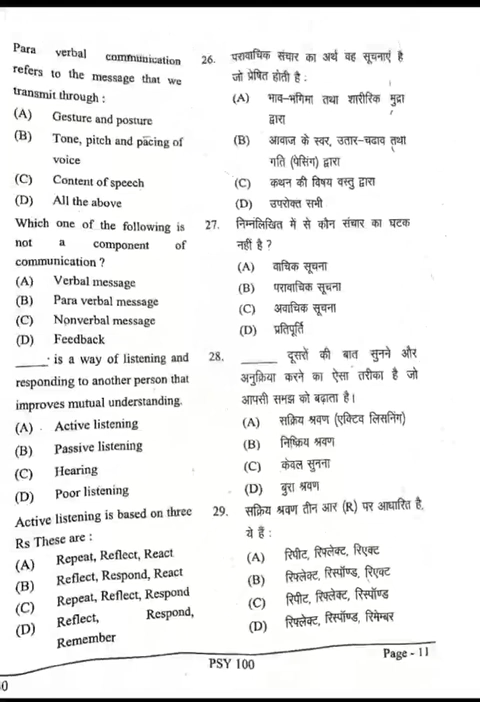 Para verbal communication
refers to the message that we
transmit through :
(A) Gesture and posture
(B) Tone, pitch and pacing of
voice
(C) Content of speech
(D) All the above
Which one of the following is
not a component of
communication ?
(A) Verbal message
(B) Para verbal message
(C) Nonverbal message
(D) Feedback
_____ is a way of listening and
responding to another person that
improves mutual understanding.
(A) Active listening
(B) Passive listening
(C) Hearing
(D) Poor listening
Active listening is based on three
Rs These are :
(A) Repeat, Reflect, React
(B) Reflect, Respond, React
(C) Repeat, Reflect, Respond
(D) Reflect, Respond,
Remember
26. परावाचिक संचार का अर्थ वह सूचनाएं है
जो प्रेषित होती है :
(A) भाव-भंगिमा तथा शारीरिक मुद्रा
द्वारा
(B) आवाज के स्वर, उतार-चढाव तथा
गति (पेसिंग) द्वारा
(C) कथन की विषय वस्तु द्वारा
(D) उपरोक्त सभी
27. निम्नलिखित में से कौन संचार का घटक
नहीं है ?
(A) वाचिक सूचना
(B) परावाचिक सूचना
(C) अवाचिक सूचना
(D) प्रतिपूर्ति
28. _____ दूसरों की बात सुनने और
अनुक्रिया करने का ऐसा तरीका है जो
आपसी समझ को बढ़ाता है।
(A) सक्रिय श्रवण (एक्टिव लिसनिंग)
(B) निष्क्रिय श्रवण
(C) केवल सुनना
(D) बुरा श्रवण
29. सक्रिय श्रवण तीन आर (R) पर आधारित है,
ये हैं :
(A) रिपीट, रिफ्लेक्ट, रिएक्ट
(B) रिफ्लेक्ट, रिस्पॉण्ड, रिएक्ट
(C) रिपीट, रिफ्लेक्ट, रिस्पॉण्ड
(D) रिफ्लेक्ट, रिस्पॉण्ड, रिमेम्बर
PSY 100
Page - 11
0